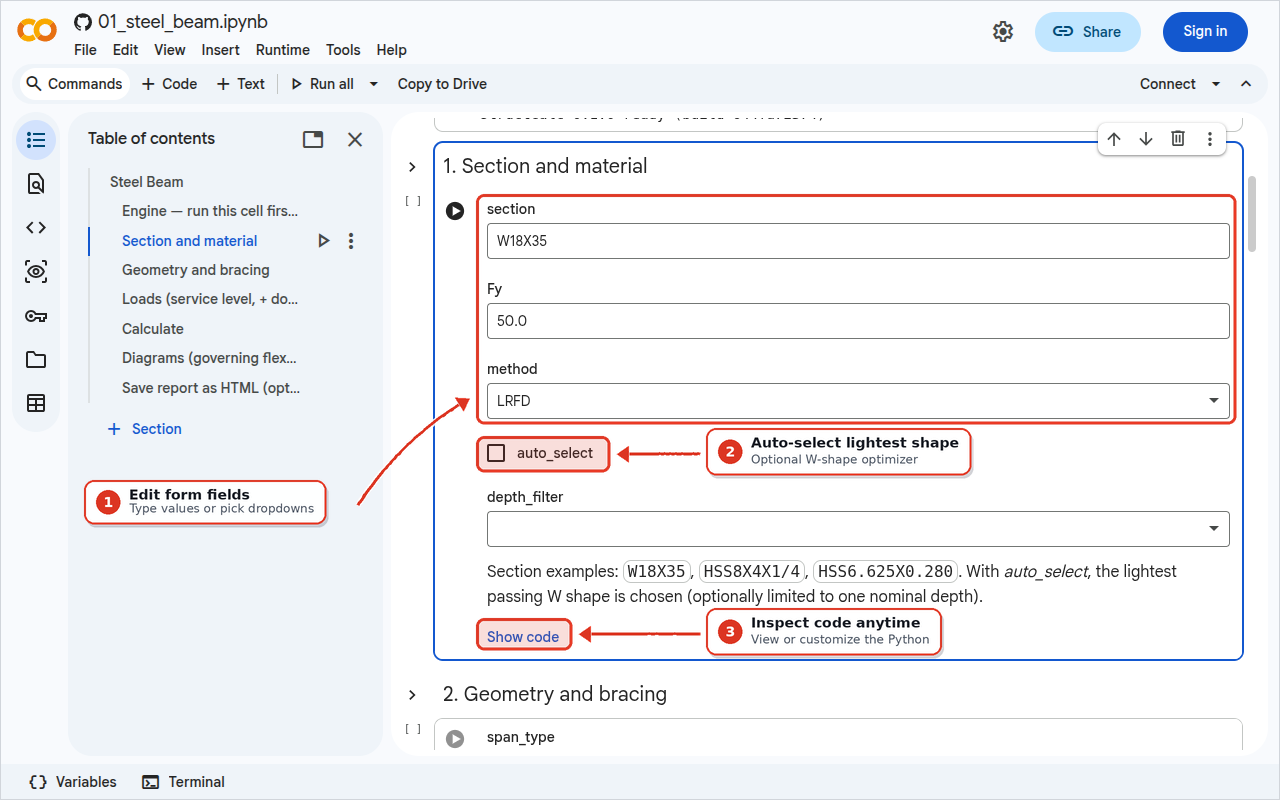 01_steel_beam.ipynb
File Edit View Insert Runtime Tools Help
Share
Sign in
Commands + Code + Text Run all Copy to Drive
Connect
Table of contents
Steel Beam
Engine — run this cell firs...
Section and material
Geometry and bracing
Loads (service level, + do...
Calculate
Diagrams (governing flex...
Save report as HTML (opt...
+ Section
1 Edit form fields
Type values or pick dropdowns
1. Section and material
[ ]
section
W18X35
Fy
50.0
method
LRFD
auto_select
2 Auto-select lightest shape
Optional W-shape optimizer
depth_filter
Section examples: W18X35, HSS8X4X1/4, HSS6.625X0.280. With auto_select, the lightest
passing W shape is chosen (optionally limited to one nominal depth).
Show code
3 Inspect code anytime
View or customize the Python
2. Geometry and bracing
[ ]
span_type
Variables
Terminal